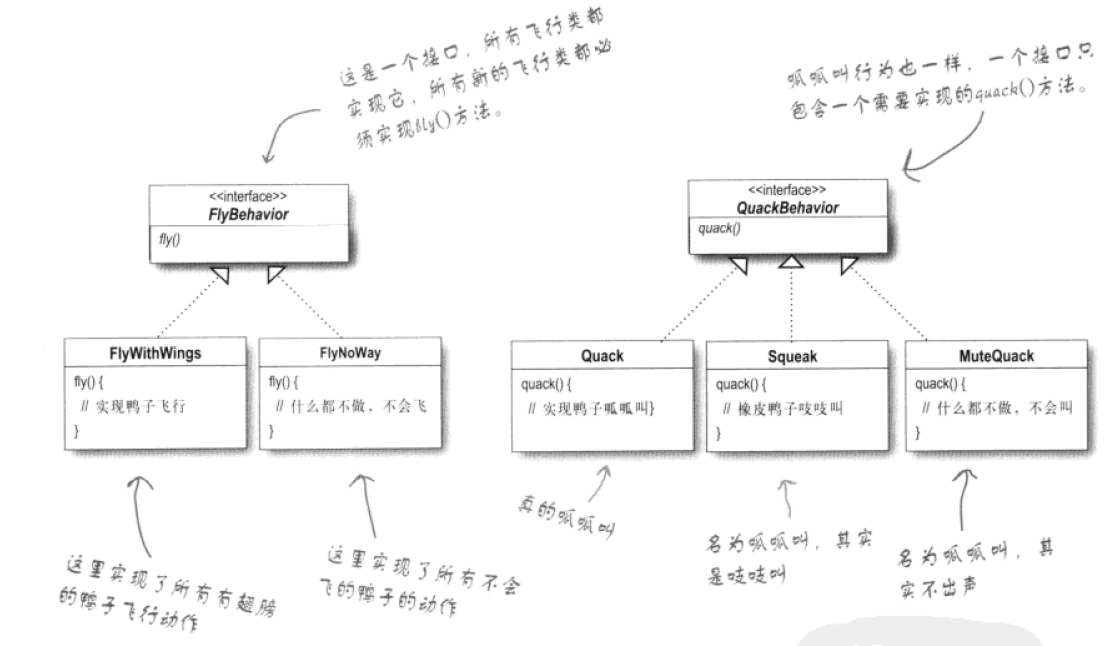 这是一个接口，所有飞行类都
实现它，所有新的飞行类都必
须实现fly()方法。
呱呱叫行为也一样，一个接口只
包含一个需要实现的quack()方法。
<<interface>>
FlyBehavior
fly()
<<interface>>
QuackBehavior
quack()
FlyWithWings
fly() {
// 实现鸭子飞行
}
FlyNoWay
fly() {
// 什么都不做，不会飞
}
Quack
quack() {
// 实现鸭子呱呱叫}
Squeak
quack() {
// 橡皮鸭子吱吱叫
}
MuteQuack
quack() {
// 什么都不做，不会叫
}
这里实现了所有有翅膀
的鸭子飞行动作
这里实现了所有不会
飞的鸭子的动作
真的呱呱叫
名为呱呱叫，其实
是吱吱叫
名为呱呱叫，其
实不出声